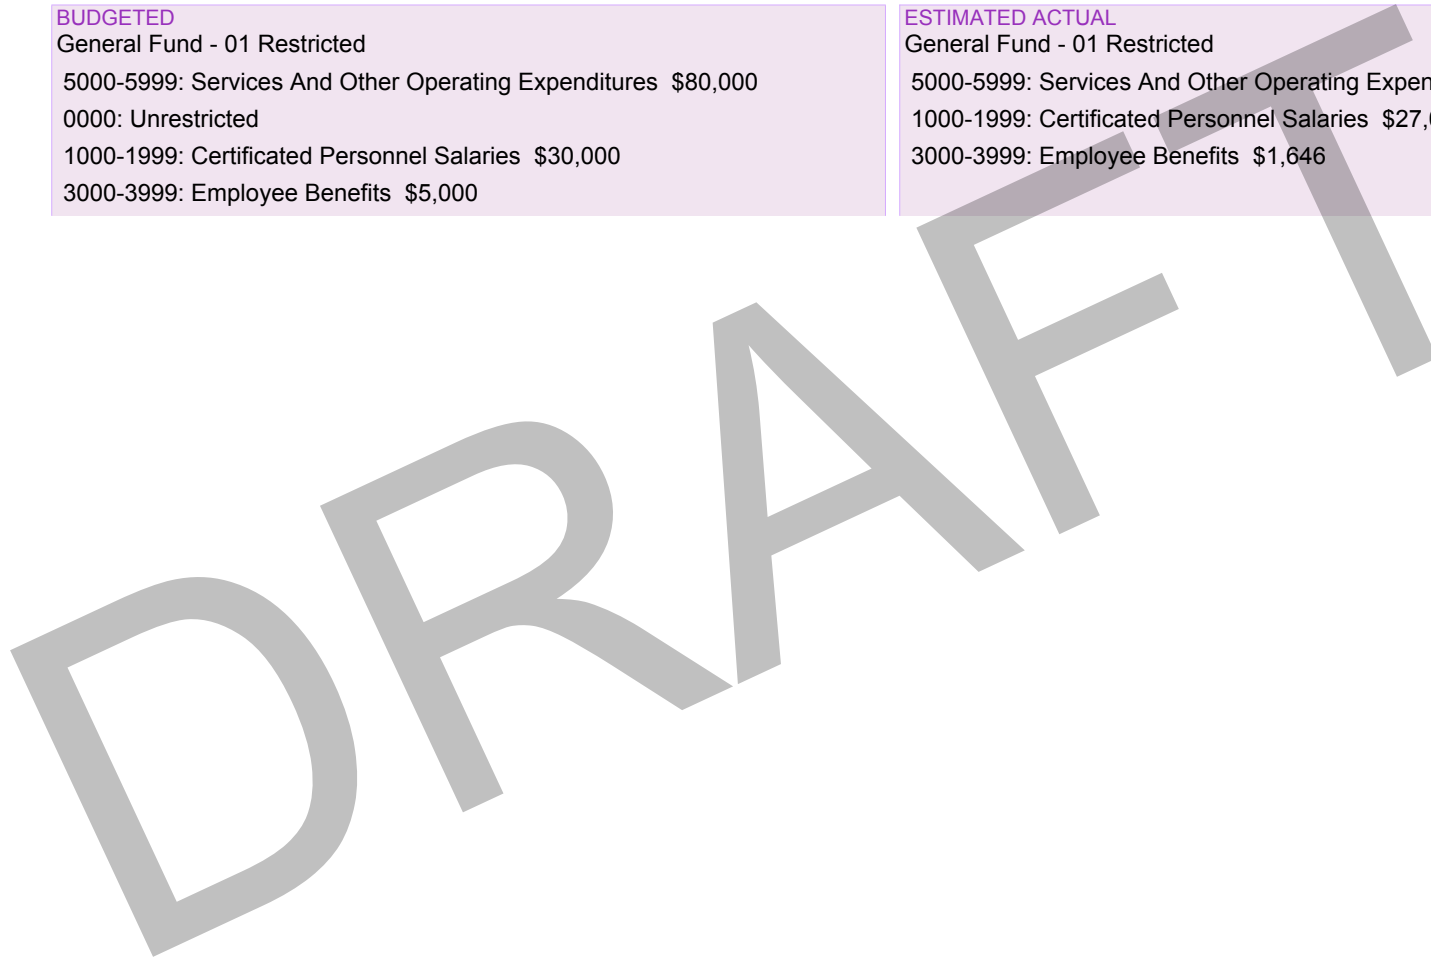 BUDGETED
General Fund - 01 Restricted
5000-5999: Services And Other Operating Expenditures $80,000
0000: Unrestricted
1000-1999: Certificated Personnel Salaries $30,000
3000-3999: Employee Benefits $5,000
ESTIMATED ACTUAL
General Fund - 01 Restricted
5000-5999: Services And Other Operating
1000-1999: Certificated Personnel Salaries
3000-3999: Employee Benefits $1,646
DRAFT